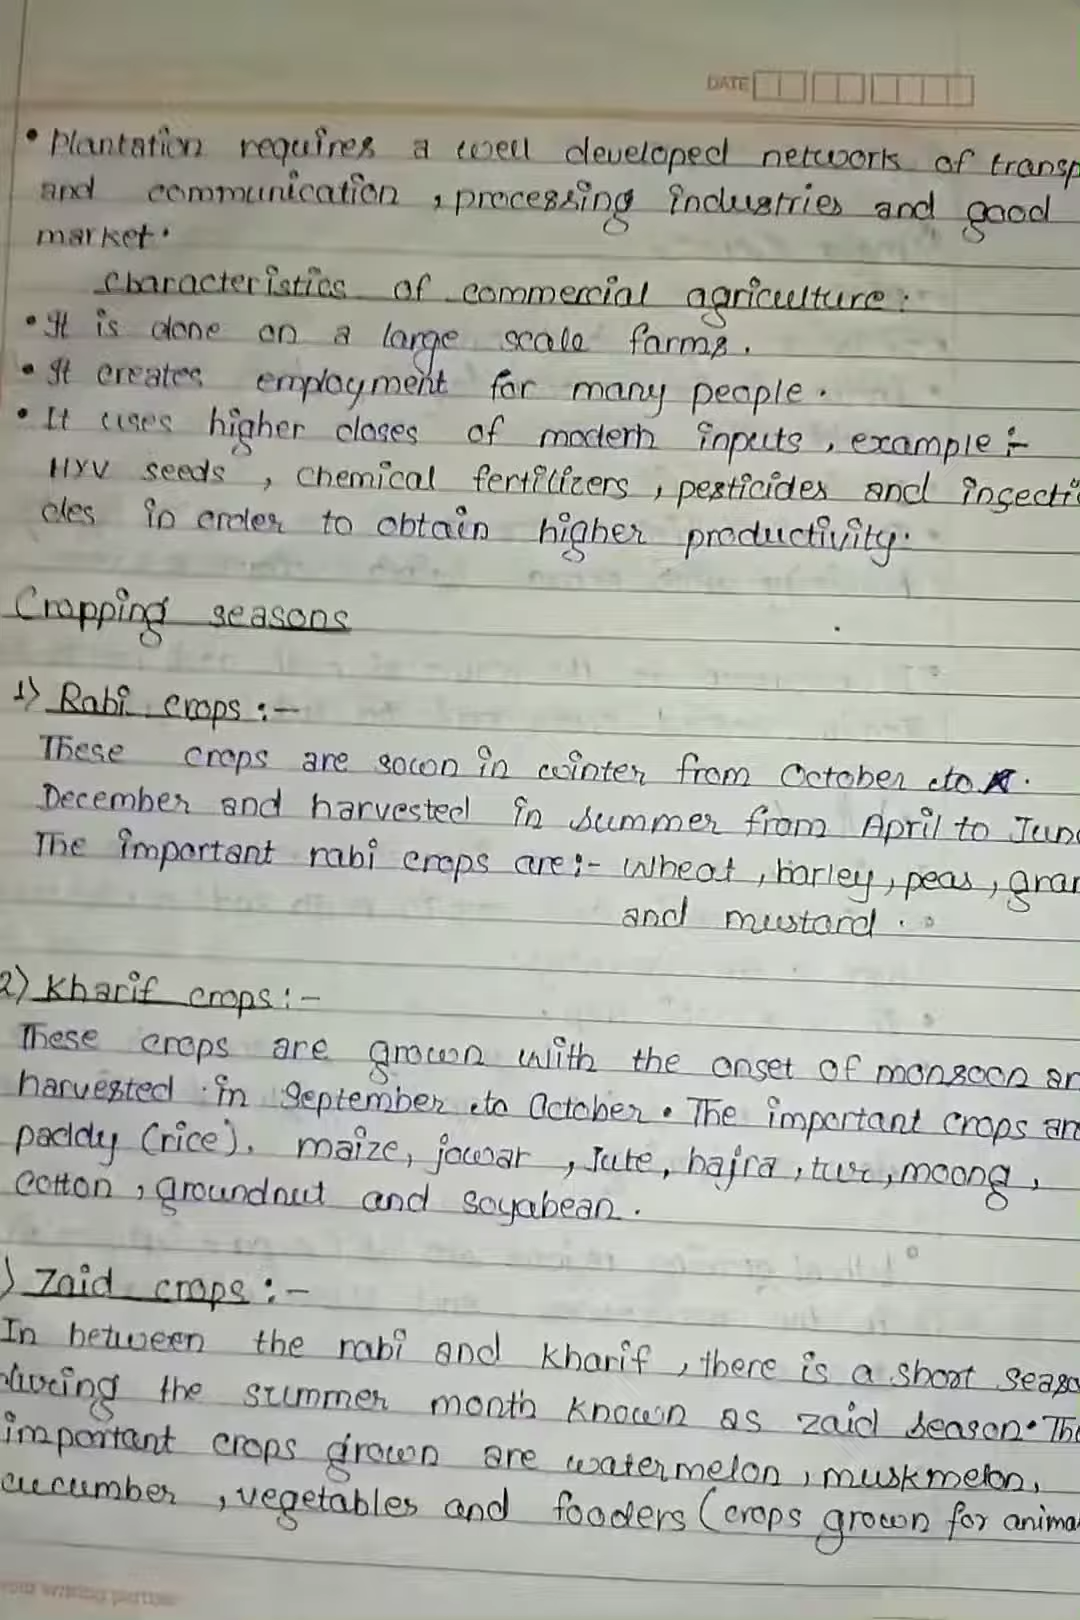 DATE
• Plantation requires a well developed network of transp
and communication , processing industries and good
market.
Characteristics of commercial agriculture :
• It is done on a large scale farms.
• It creates employment for many people.
• It uses higher doses of modern inputs , example :-
HYV seeds , chemical fertilizers , pesticides and insecti
des in order to obtain higher productivity.
Cropping seasons
1) Rabi crops :-
These crops are sown in winter from October to
December and harvested in summer from April to June
The important rabi crops are :- wheat , barley , peas , gram
and mustard .
2) Kharif crops :-
These crops are grown with the onset of monsoon an
harvested in September to October. The important crops are
paddy (rice), maize, jowar , Jute, bajra , tur , moong ,
cotton , groundnut and soyabean.
) Zaid crops :-
In between the rabi and kharif , there is a short seaso
during the summer month known as zaid season. The
important crops grown are watermelon , muskmelon,
cucumber , vegetables and fooders (crops grown for anima